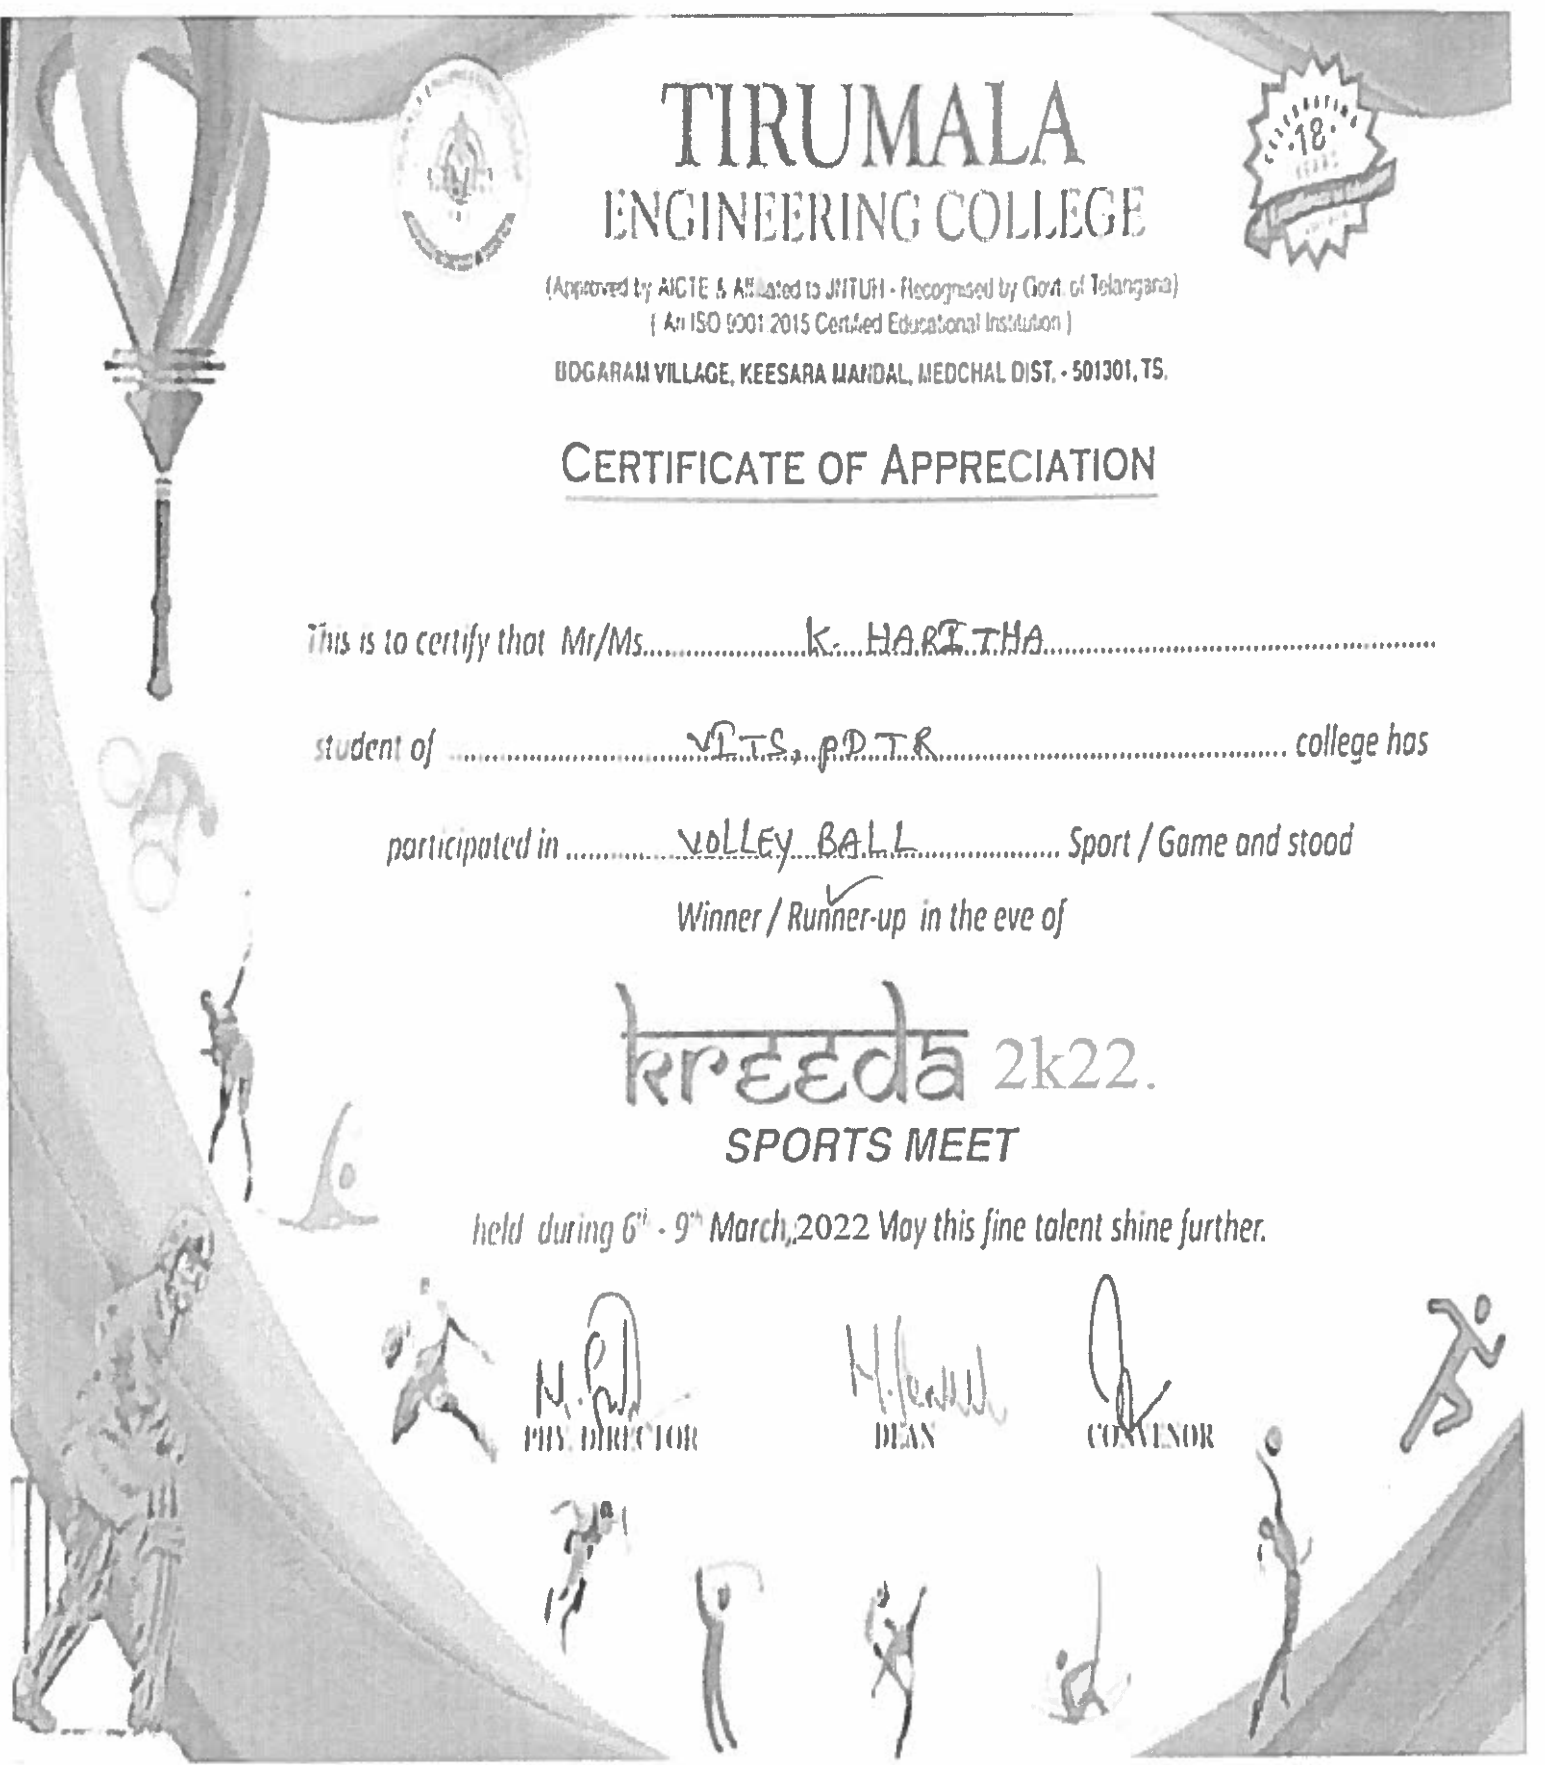 TIRUMALA
ENGINEERING COLLEGE
(Approved by AICTE & Affiliated to JNTUH - Recognised by Govt. of Telangana)
( An ISO 9001:2015 Certified Educational Institution )
BOGARAM VILLAGE, KEESARA MANDAL, MEDCHAL DIST. - 501301, TS.
CELEBRATING
18
YEARS
CERTIFICATE OF APPRECIATION
This is to certify that Mr/Ms. K. HARITHA
student of VITS, PDTR college has
participated in VOLLEY BALL Sport / Game and stood
Winner / Runner-up in the eve of
kreeda 2k22.
SPORTS MEET
held during 6th - 9th March,,2022 May this fine talent shine further.
PHY. DIRECTOR DEAN CONVENOR